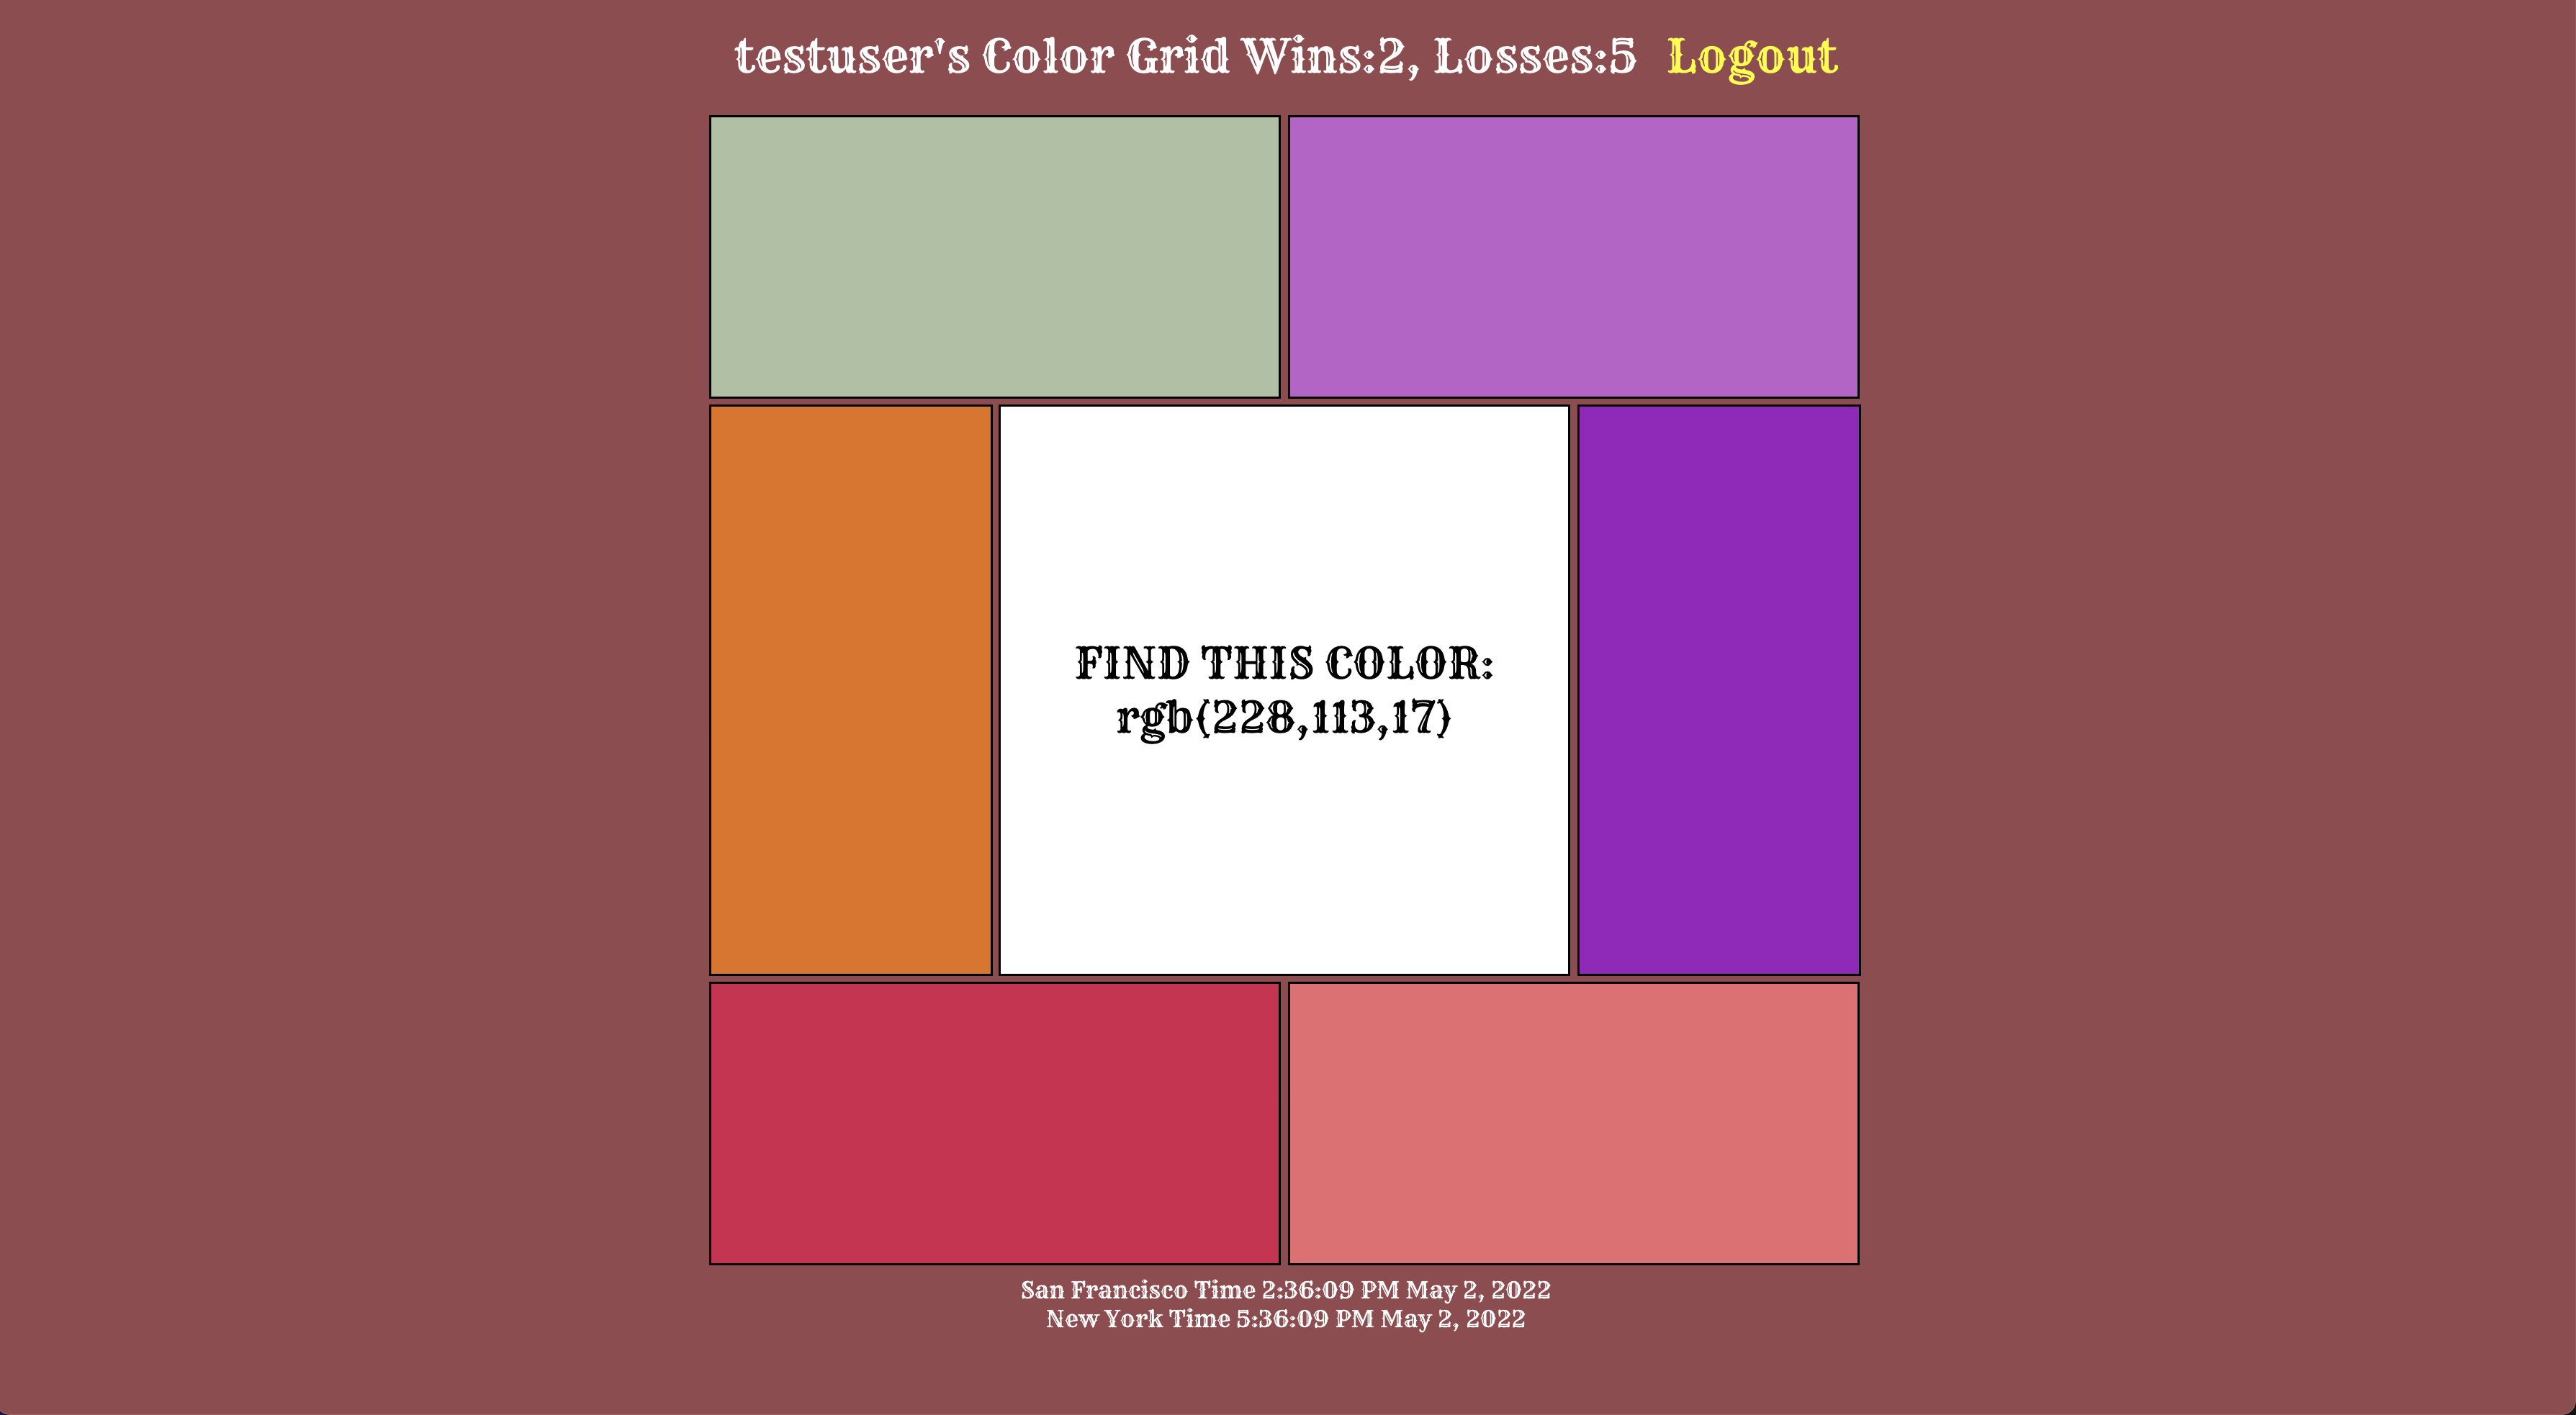 testuser's Color Grid Wins:2, Losses:5 Logout
FIND THIS COLOR:
rgb(228,113,17)
San Francisco Time 2:36:09 PM May 2, 2022
New York Time 5:36:09 PM May 2, 2022